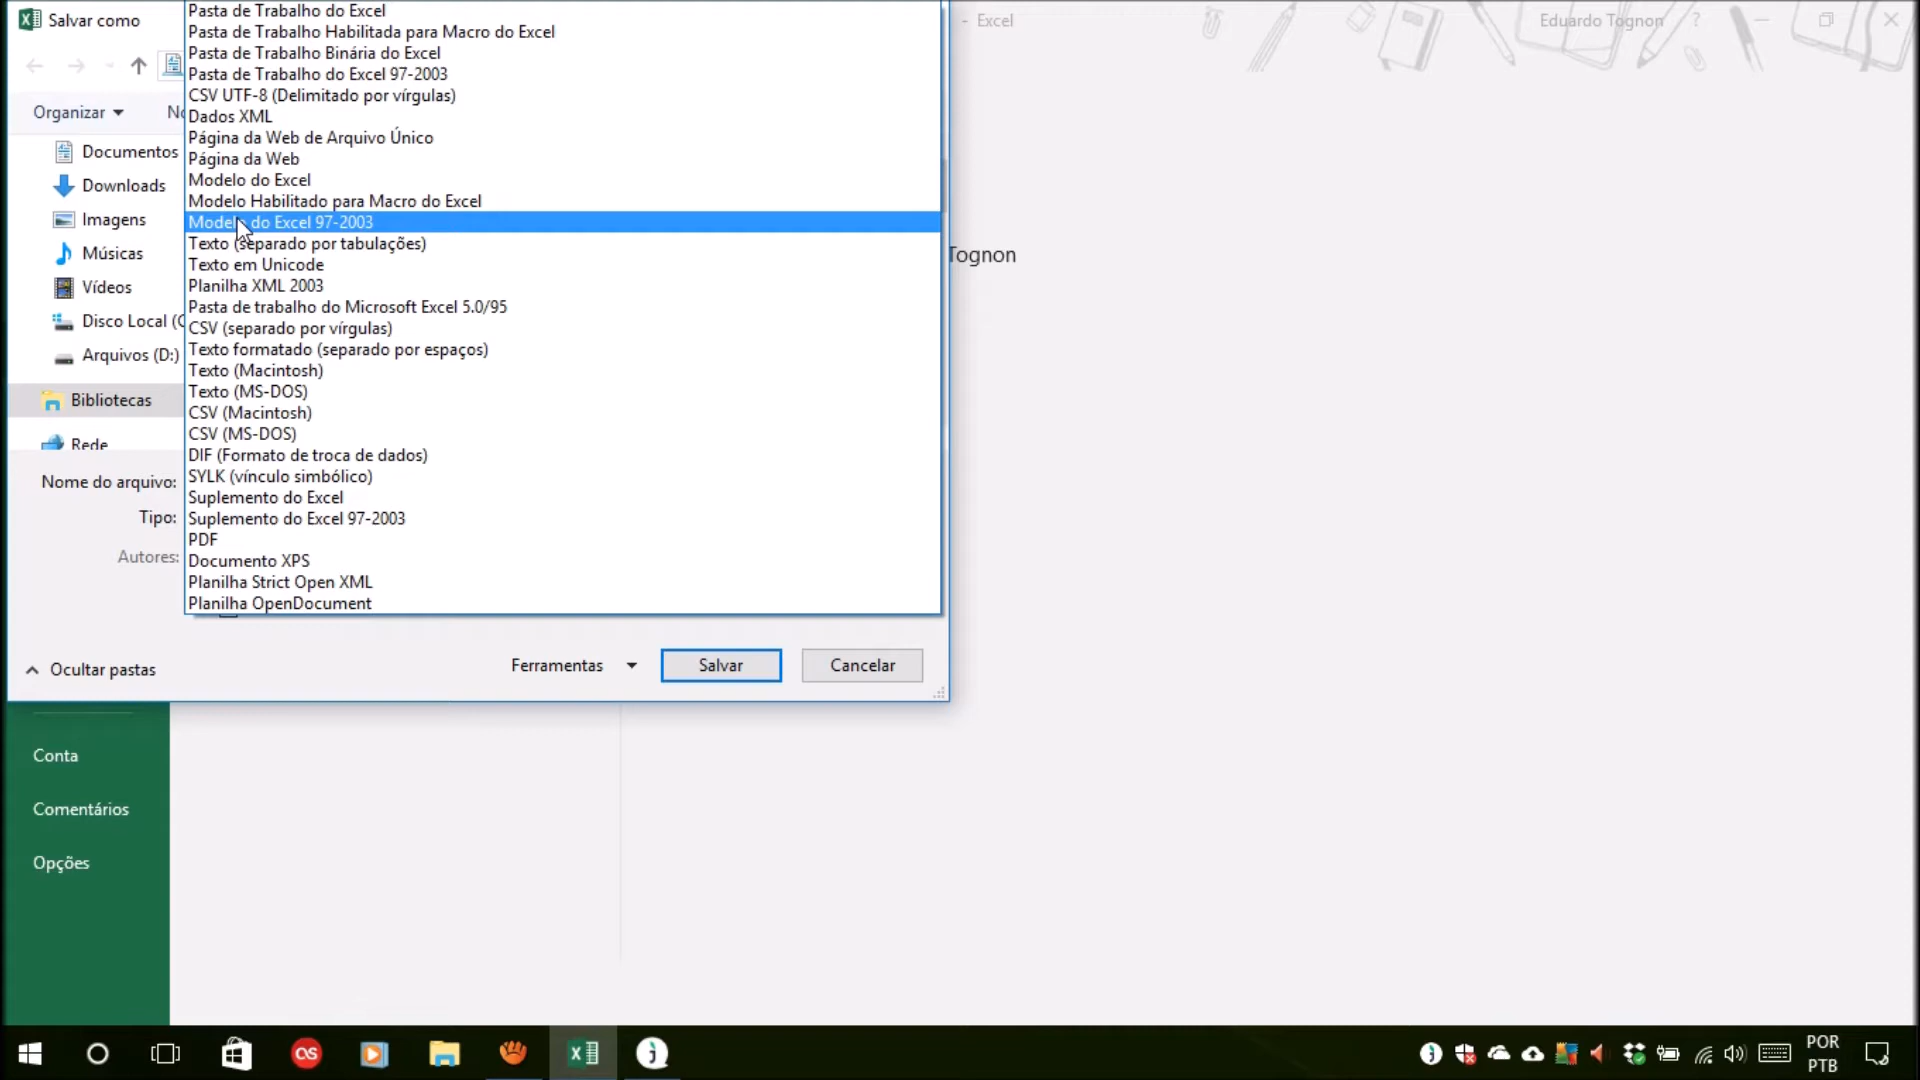 Salvar como
- Excel
Eduardo Tognon
?
Organizar
Documentos
Downloads
Imagens
Músicas
Vídeos
Disco Local (
Arquivos (D:)
Bibliotecas
Rede
Pasta de Trabalho do Excel
Pasta de Trabalho Habilitada para Macro do Excel
Pasta de Trabalho Binária do Excel
Pasta de Trabalho do Excel 97-2003
CSV UTF-8 (Delimitado por vírgulas)
Dados XML
Página da Web de Arquivo Único
Página da Web
Modelo do Excel
Modelo Habilitado para Macro do Excel
Modelo do Excel 97-2003
Texto (separado por tabulações)
Texto em Unicode
Planilha XML 2003
Pasta de trabalho do Microsoft Excel 5.0/95
CSV (separado por vírgulas)
Texto formatado (separado por espaços)
Texto (Macintosh)
Texto (MS-DOS)
CSV (Macintosh)
CSV (MS-DOS)
DIF (Formato de troca de dados)
SYLK (vínculo simbólico)
Suplemento do Excel
Suplemento do Excel 97-2003
PDF
Documento XPS
Planilha Strict Open XML
Planilha OpenDocument
Tognon
Nome do arquivo:
Tipo:
Autores:
Ocultar pastas
Ferramentas
Salvar
Cancelar
Conta
Comentários
Opções
POR
PTB